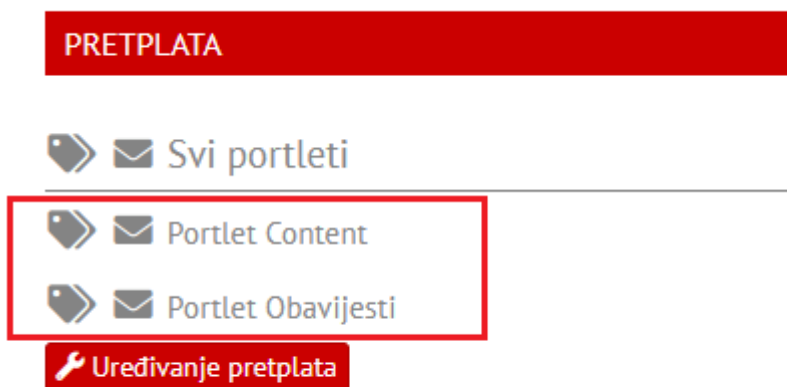 PRETPLATA
Svi portleti
Portlet Content
Portlet Obavijesti
Uređivanje pretplata